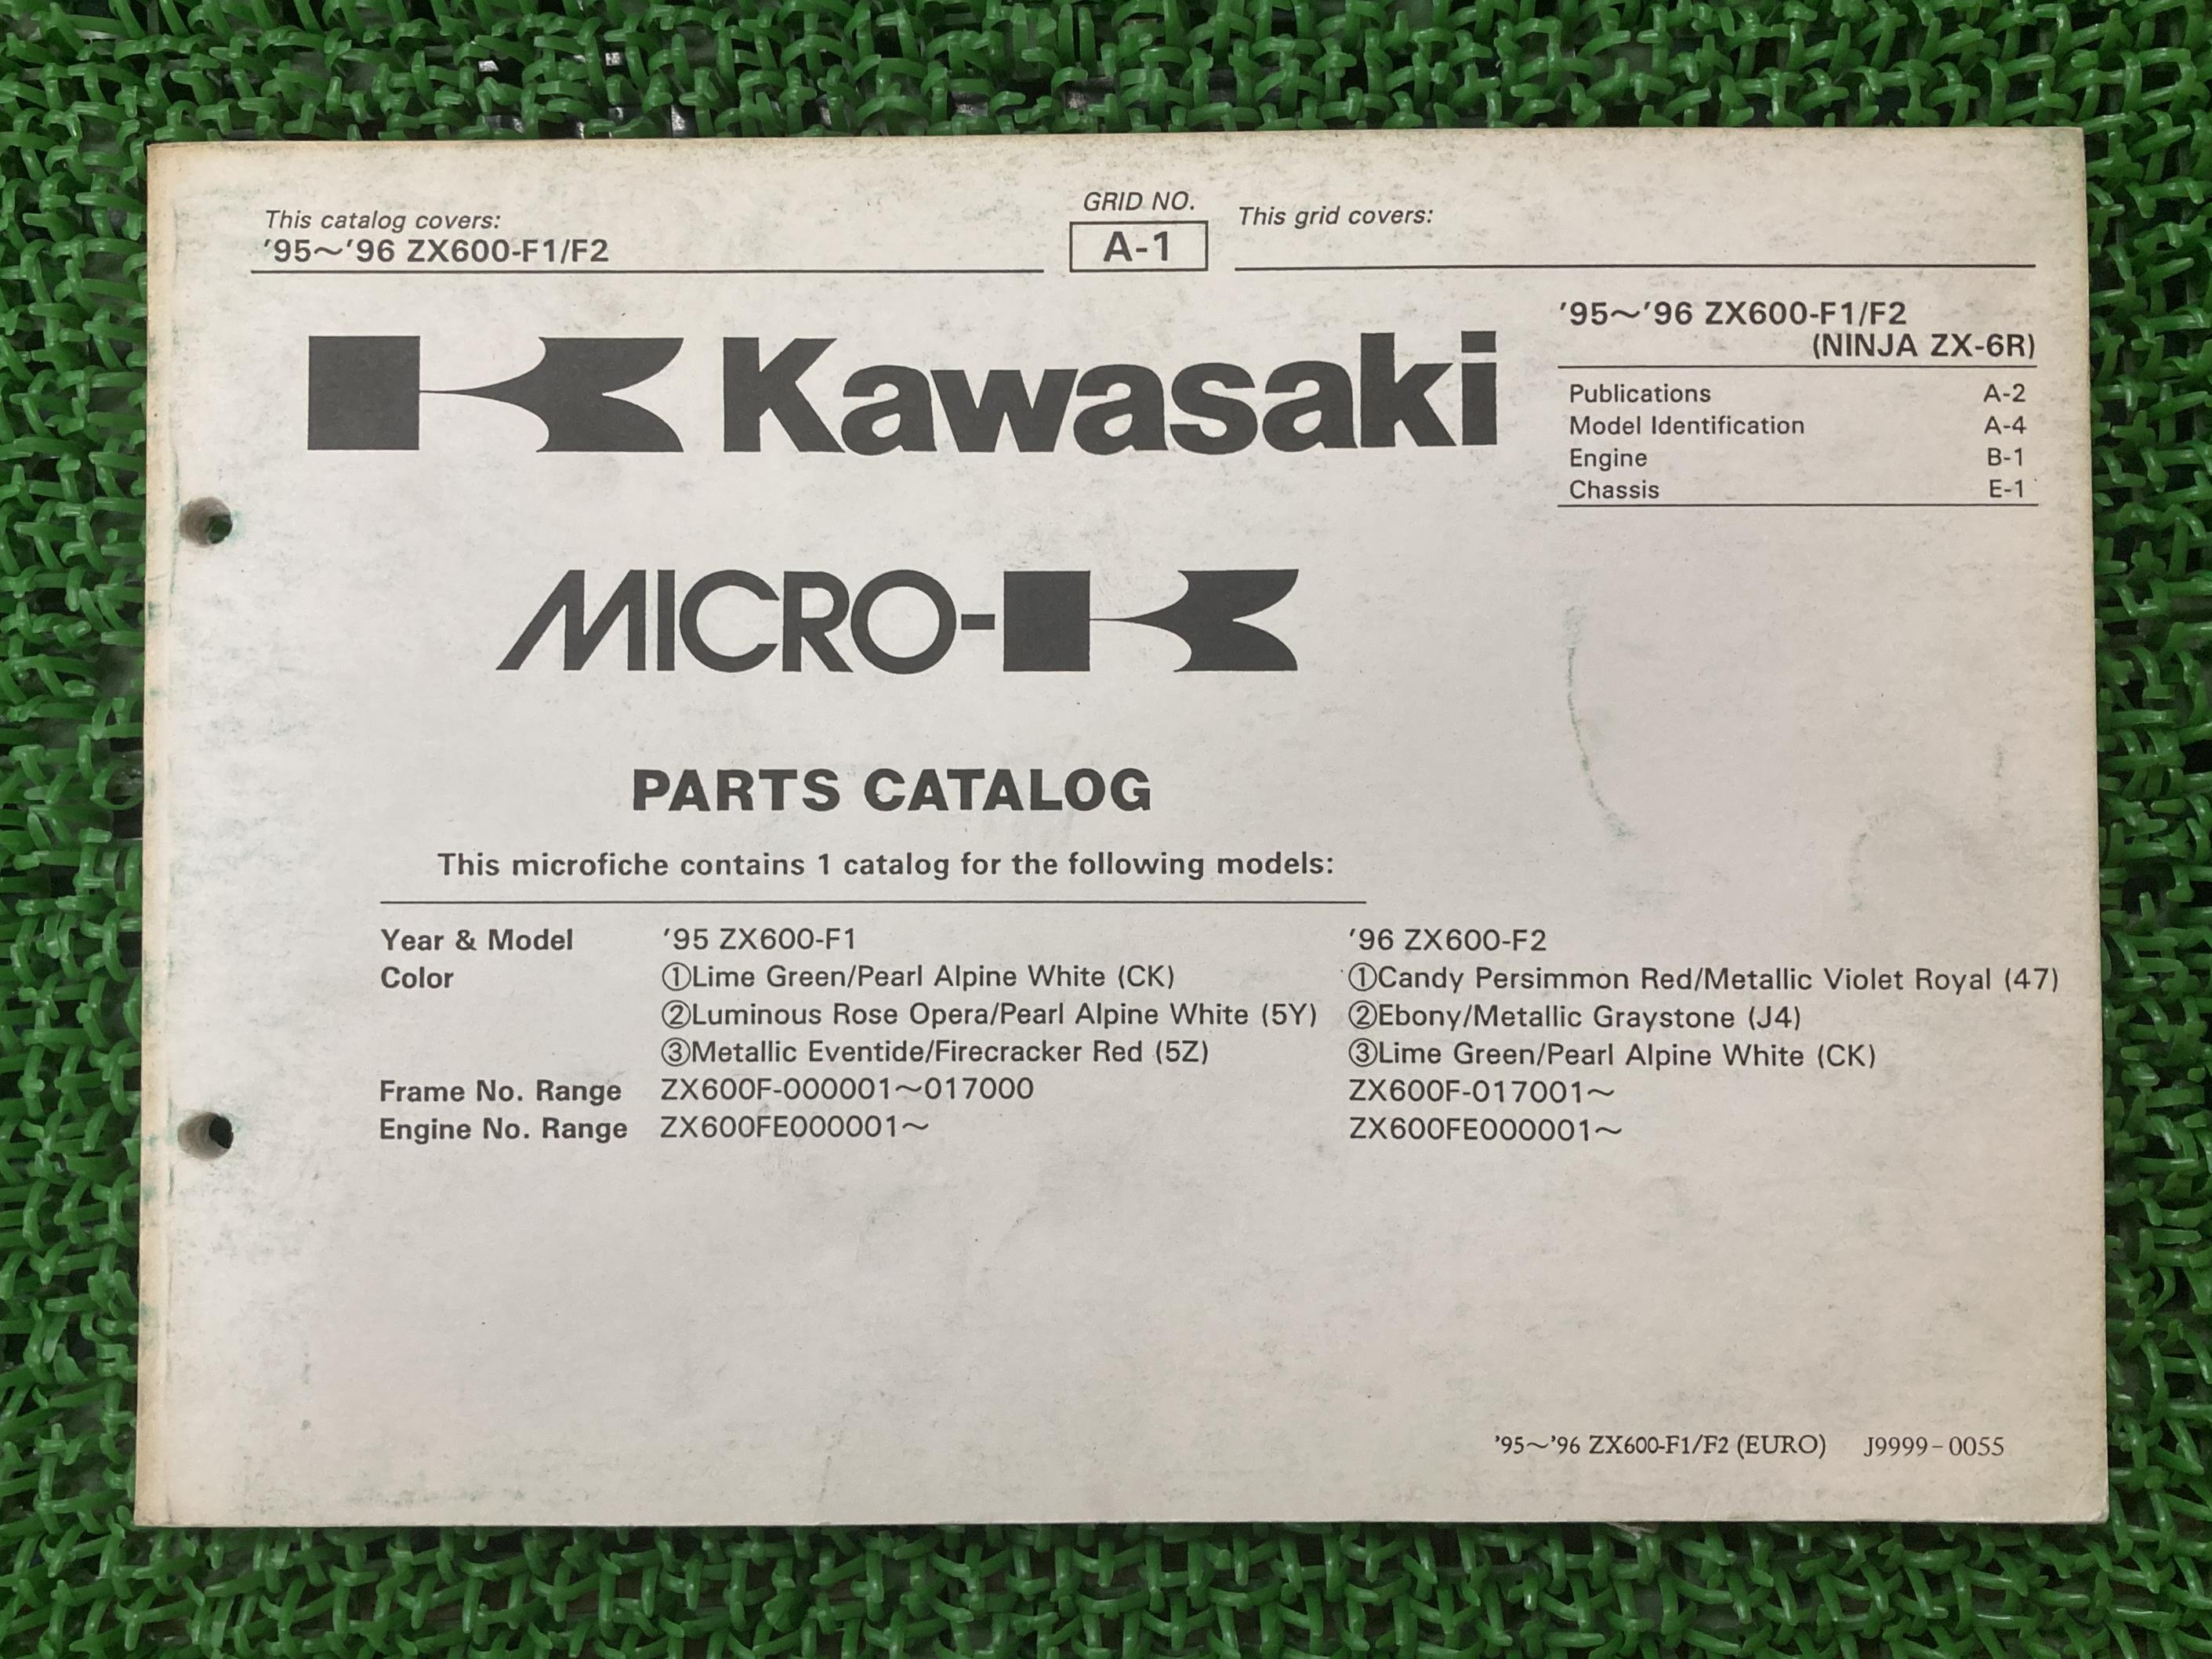 This catalog covers:
'95～'96 ZX600-F1/F2
GRID NO.
A-1
This grid covers:
Kawasaki
'95～'96 ZX600-F1/F2
(NINJA ZX-6R)
Publications A-2
Model Identification A-4
Engine B-1
Chassis E-1
MICRO-K
PARTS CATALOG
This microfiche contains 1 catalog for the following models:
Year & Model '95 ZX600-F1 '96 ZX600-F2
Color ①Lime Green/Pearl Alpine White (CK) ①Candy Persimmon Red/Metallic Violet Royal (47)
②Luminous Rose Opera/Pearl Alpine White (5Y) ②Ebony/Metallic Graystone (J4)
③Metallic Eventide/Firecracker Red (5Z) ③Lime Green/Pearl Alpine White (CK)
Frame No. Range ZX600F-000001～017000 ZX600F-017001～
Engine No. Range ZX600FE000001～ ZX600FE000001～
'95～'96 ZX600-F1/F2 (EURO) J9999-0055